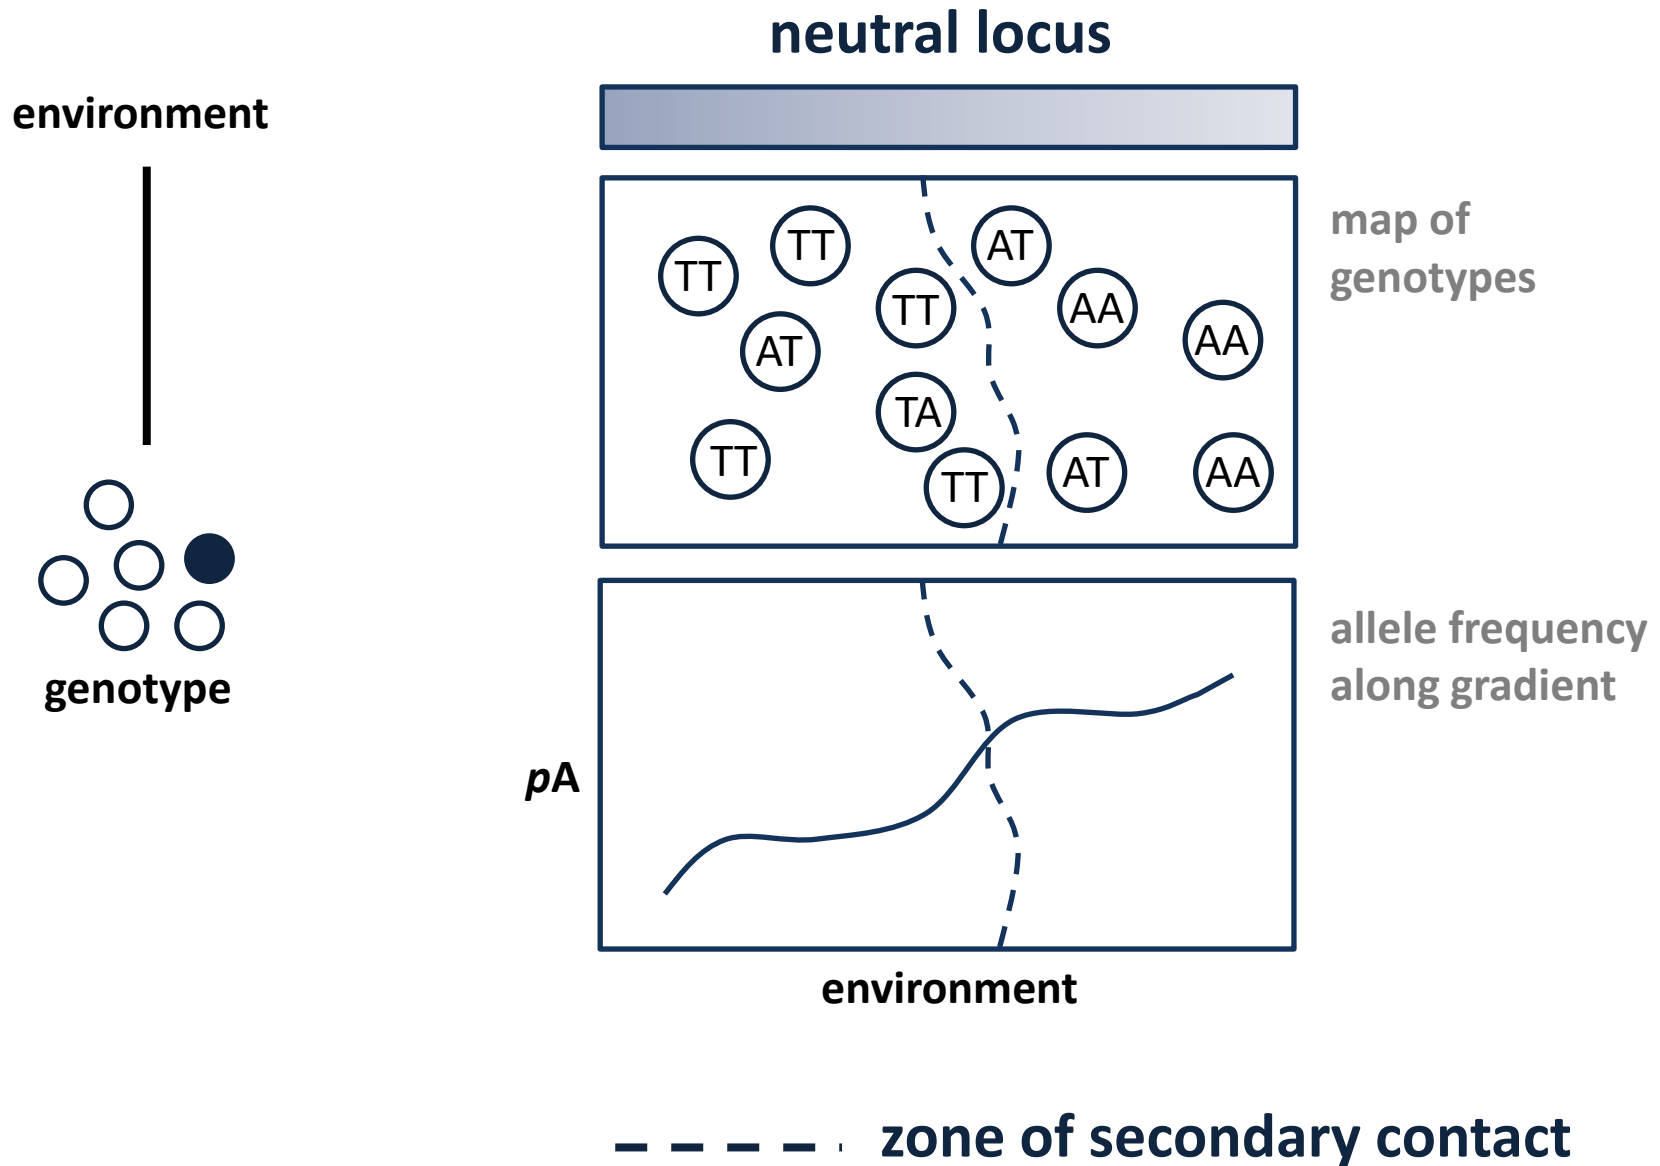 neutral locus
environment
map of
genotypes
TT
TT
AT
TT
AA
AA
AT
TA
TT
TT
AT
AA
genotype
allele frequency
along gradient
pA
environment
zone of secondary contact